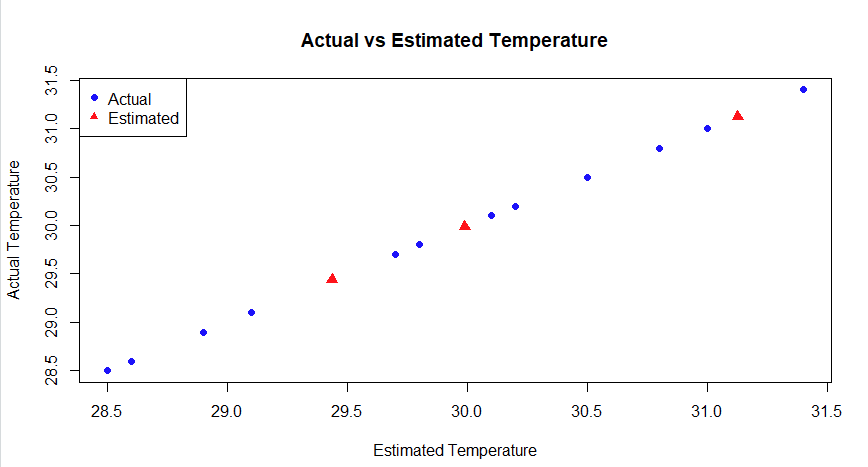 Actual vs Estimated Temperature
Actual
Estimated
Actual Temperature
31.5
31.0
30.5
30.0
29.5
29.0
28.5
28.5 29.0 29.5 30.0 30.5 31.0 31.5
Estimated Temperature